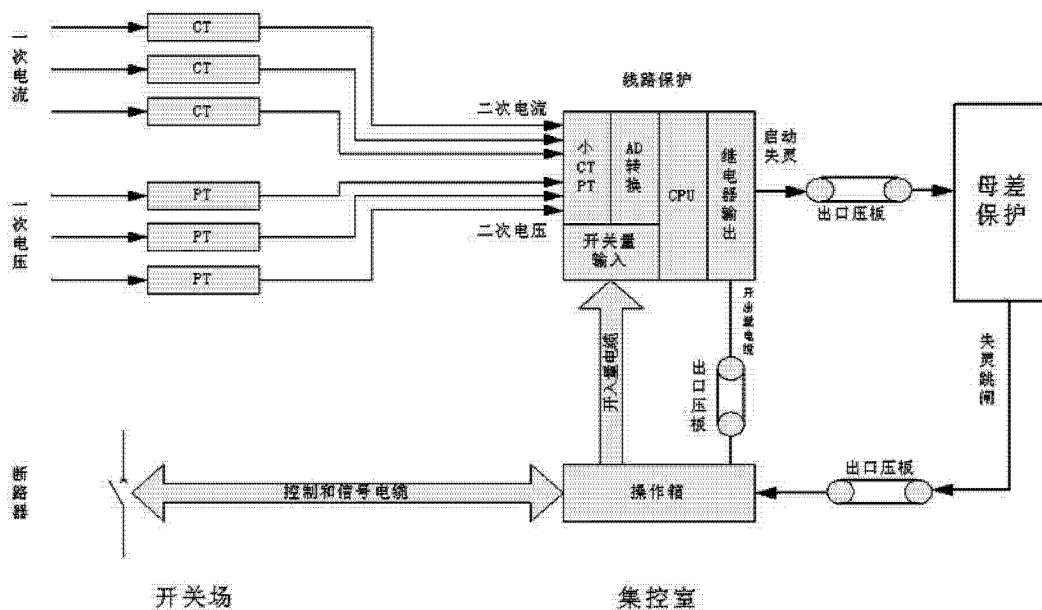 一次电流
CT
CT
CT
一次电压
PT
PT
PT
二次电流
二次电压
线路保护
小
CT
PT
AD
转
换
CPU
继电器输出
开关量
输入
启动
失灵
出口压板
母差
保护
开出量电缆
出口压板
开入量电缆
失灵跳闸
出口压板
断路器
控制和信号电缆
操作箱
开关场
集控室